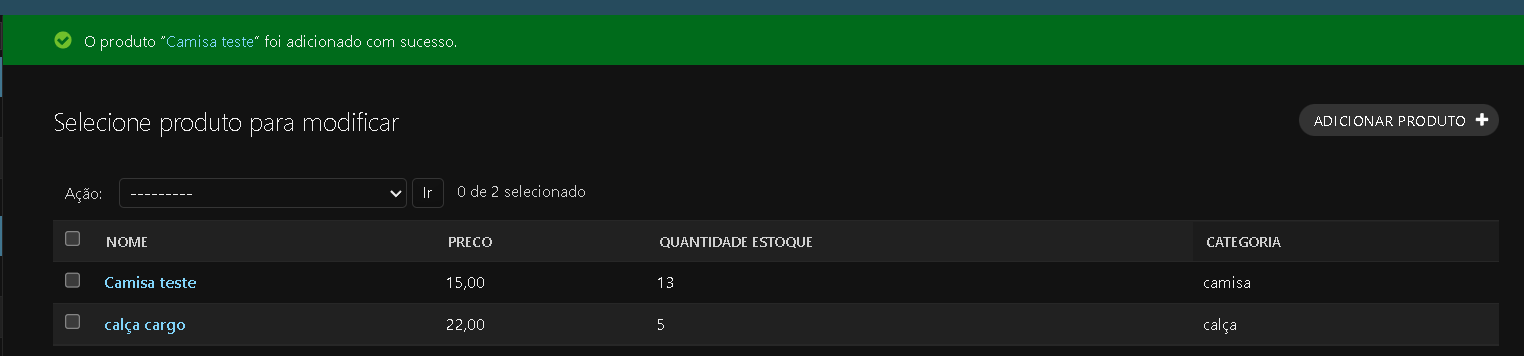 O produto “Camisa teste” foi adicionado com sucesso.
Selecione produto para modificar
ADICIONAR PRODUTO
Ação: --------- Ir 0 de 2 selecionado
NOME PRECO QUANTIDADE ESTOQUE CATEGORIA
Camisa teste 15,00 13 camisa
calça cargo 22,00 5 calça